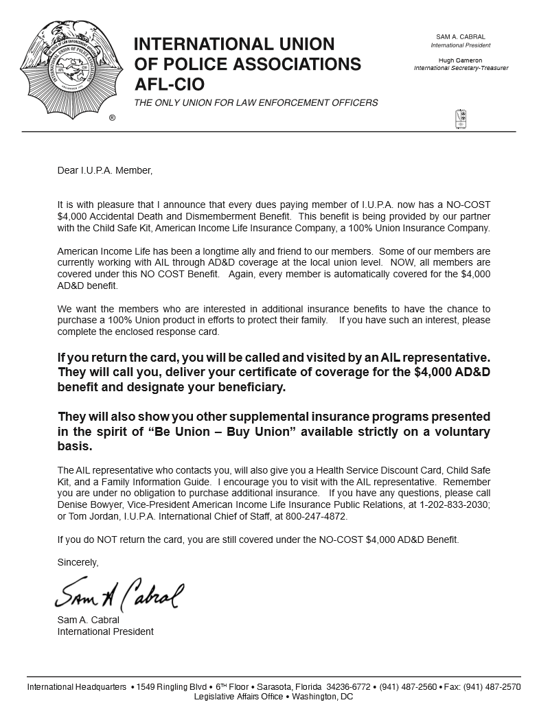 INTERNATIONAL UNION
OF POLICE ASSOCIATIONS
AFL-CIO
THE ONLY UNION FOR LAW ENFORCEMENT OFFICERS
SAM A. CABRAL
International President
Hugh Cameron
International Secretary-Treasurer
®
Dear I.U.P.A. Member,
It is with pleasure that I announce that every dues paying member of I.U.P.A. now has a NO-COST
$4,000 Accidental Death and Dismemberment Benefit. This benefit is being provided by our partner
with the Child Safe Kit, American Income Life Insurance Company, a 100% Union Insurance Company.
American Income Life has been a longtime ally and friend to our members. Some of our members are
currently working with AIL through AD&D coverage at the local union level. NOW, all members are
covered under this NO COST Benefit. Again, every member is automatically covered for the $4,000
AD&D benefit.
We want the members who are interested in additional insurance benefits to have the chance to
purchase a 100% Union product in efforts to protect their family. If you have such an interest, please
complete the enclosed response card.
If you return the card, you will be called and visited by an AIL representative.
They will call you, deliver your certificate of coverage for the $4,000 AD&D
benefit and designate your beneficiary.
They will also show you other supplemental insurance programs presented
in the spirit of “Be Union – Buy Union” available strictly on a voluntary
basis.
The AIL representative who contacts you, will also give you a Health Service Discount Card, Child Safe
Kit, and a Family Information Guide. I encourage you to visit with the AIL representative. Remember
you are under no obligation to purchase additional insurance. If you have any questions, please call
Denise Bowyer, Vice-President American Income Life Insurance Public Relations, at 1-202-833-2030;
or Tom Jordan, I.U.P.A. International Chief of Staff, at 800-247-4872.
If you do NOT return the card, you are still covered under the NO-COST $4,000 AD&D Benefit.
Sincerely,
Sam A Cabral
Sam A. Cabral
International President
International Headquarters • 1549 Ringling Blvd • 6TH Floor • Sarasota, Florida 34236-6772 • (941) 487-2560 • Fax: (941) 487-2570
Legislative Affairs Office • Washington, DC